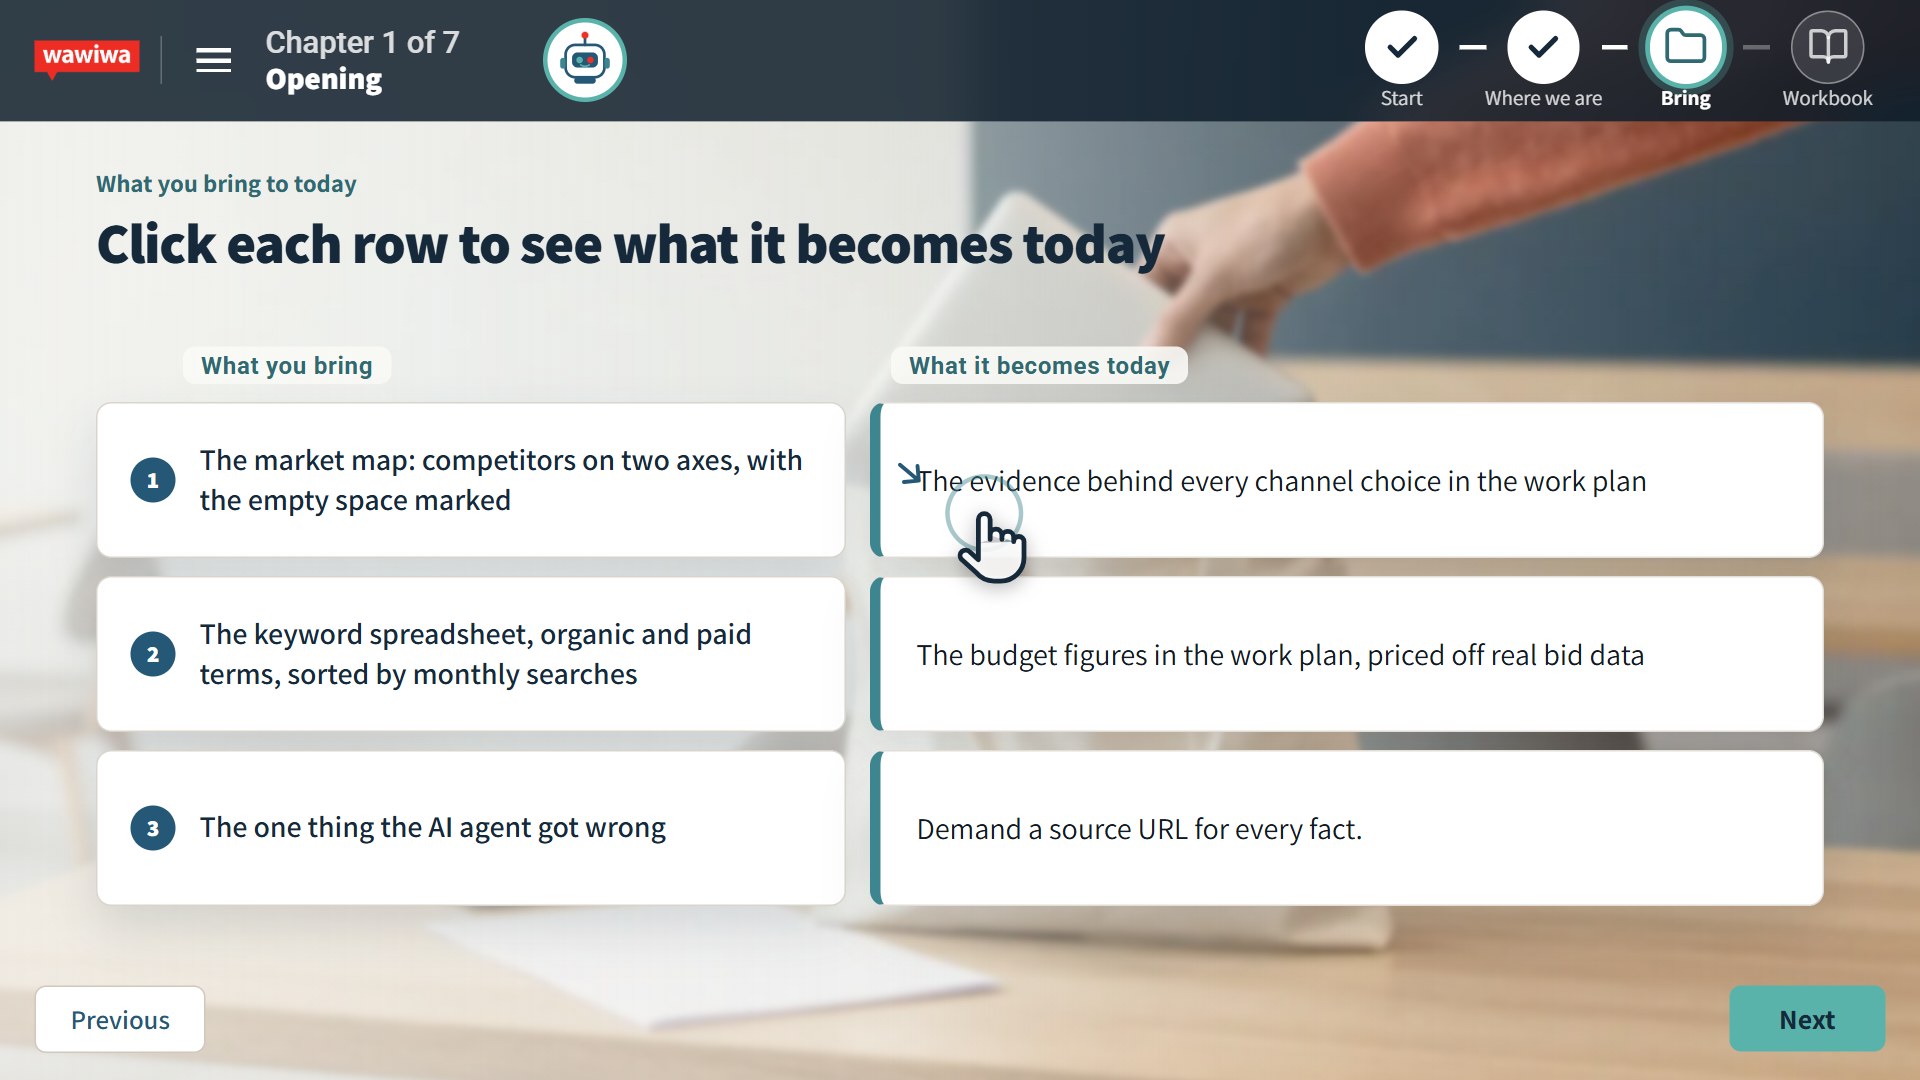 wawiwa
Chapter 1 of 7
Opening
Start
Where we are
Bring
Workbook
What you bring to today
Click each row to see what it becomes today
What you bring
What it becomes today
1
The market map: competitors on two axes, with
the empty space marked
The evidence behind every channel choice in the work plan
2
The keyword spreadsheet, organic and paid
terms, sorted by monthly searches
The budget figures in the work plan, priced off real bid data
3
The one thing the AI agent got wrong
Demand a source URL for every fact.
Previous
Next